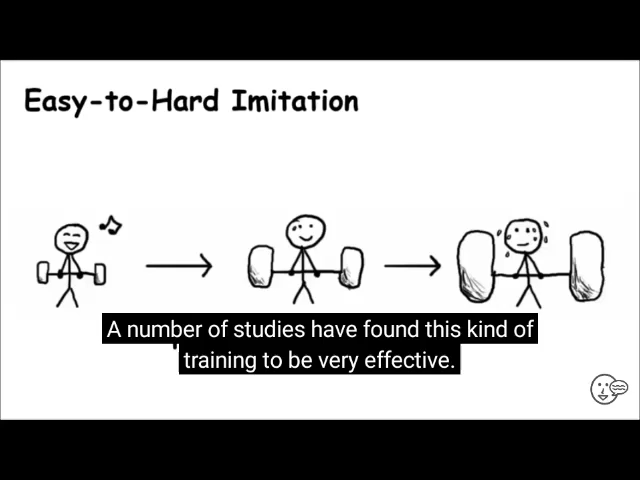 Easy-to-Hard Imitation
A number of studies have found this kind of
training to be very effective.